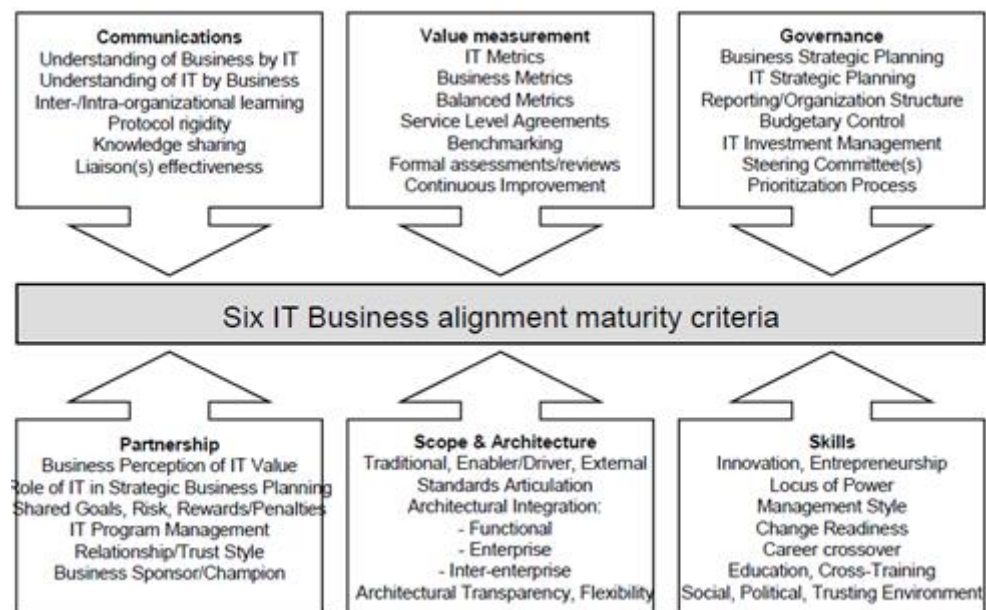 Communications
Understanding of Business by IT
Understanding of IT by Business
Inter-/Intra-organizational learning
Protocol rigidity
Knowledge sharing
Liaison(s) effectiveness
Value measurement
IT Metrics
Business Metrics
Balanced Metrics
Service Level Agreements
Benchmarking
Formal assessments/reviews
Continuous Improvement
Governance
Business Strategic Planning
IT Strategic Planning
Reporting/Organization Structure
Budgetary Control
IT Investment Management
Steering Committee(s)
Prioritization Process
Six IT Business alignment maturity criteria
Partnership
Business Perception of IT Value
Role of IT in Strategic Business Planning
Shared Goals, Risk, Rewards/Penalties
IT Program Management
Relationship/Trust Style
Business Sponsor/Champion
Scope & Architecture
Traditional, Enabler/Driver, External
Standards Articulation
Architectural Integration:
- Functional
- Enterprise
- Inter-enterprise
Architectural Transparency, Flexibility
Skills
Innovation, Entrepreneurship
Locus of Power
Management Style
Change Readiness
Career crossover
Education, Cross-Training
Social, Political, Trusting Environment